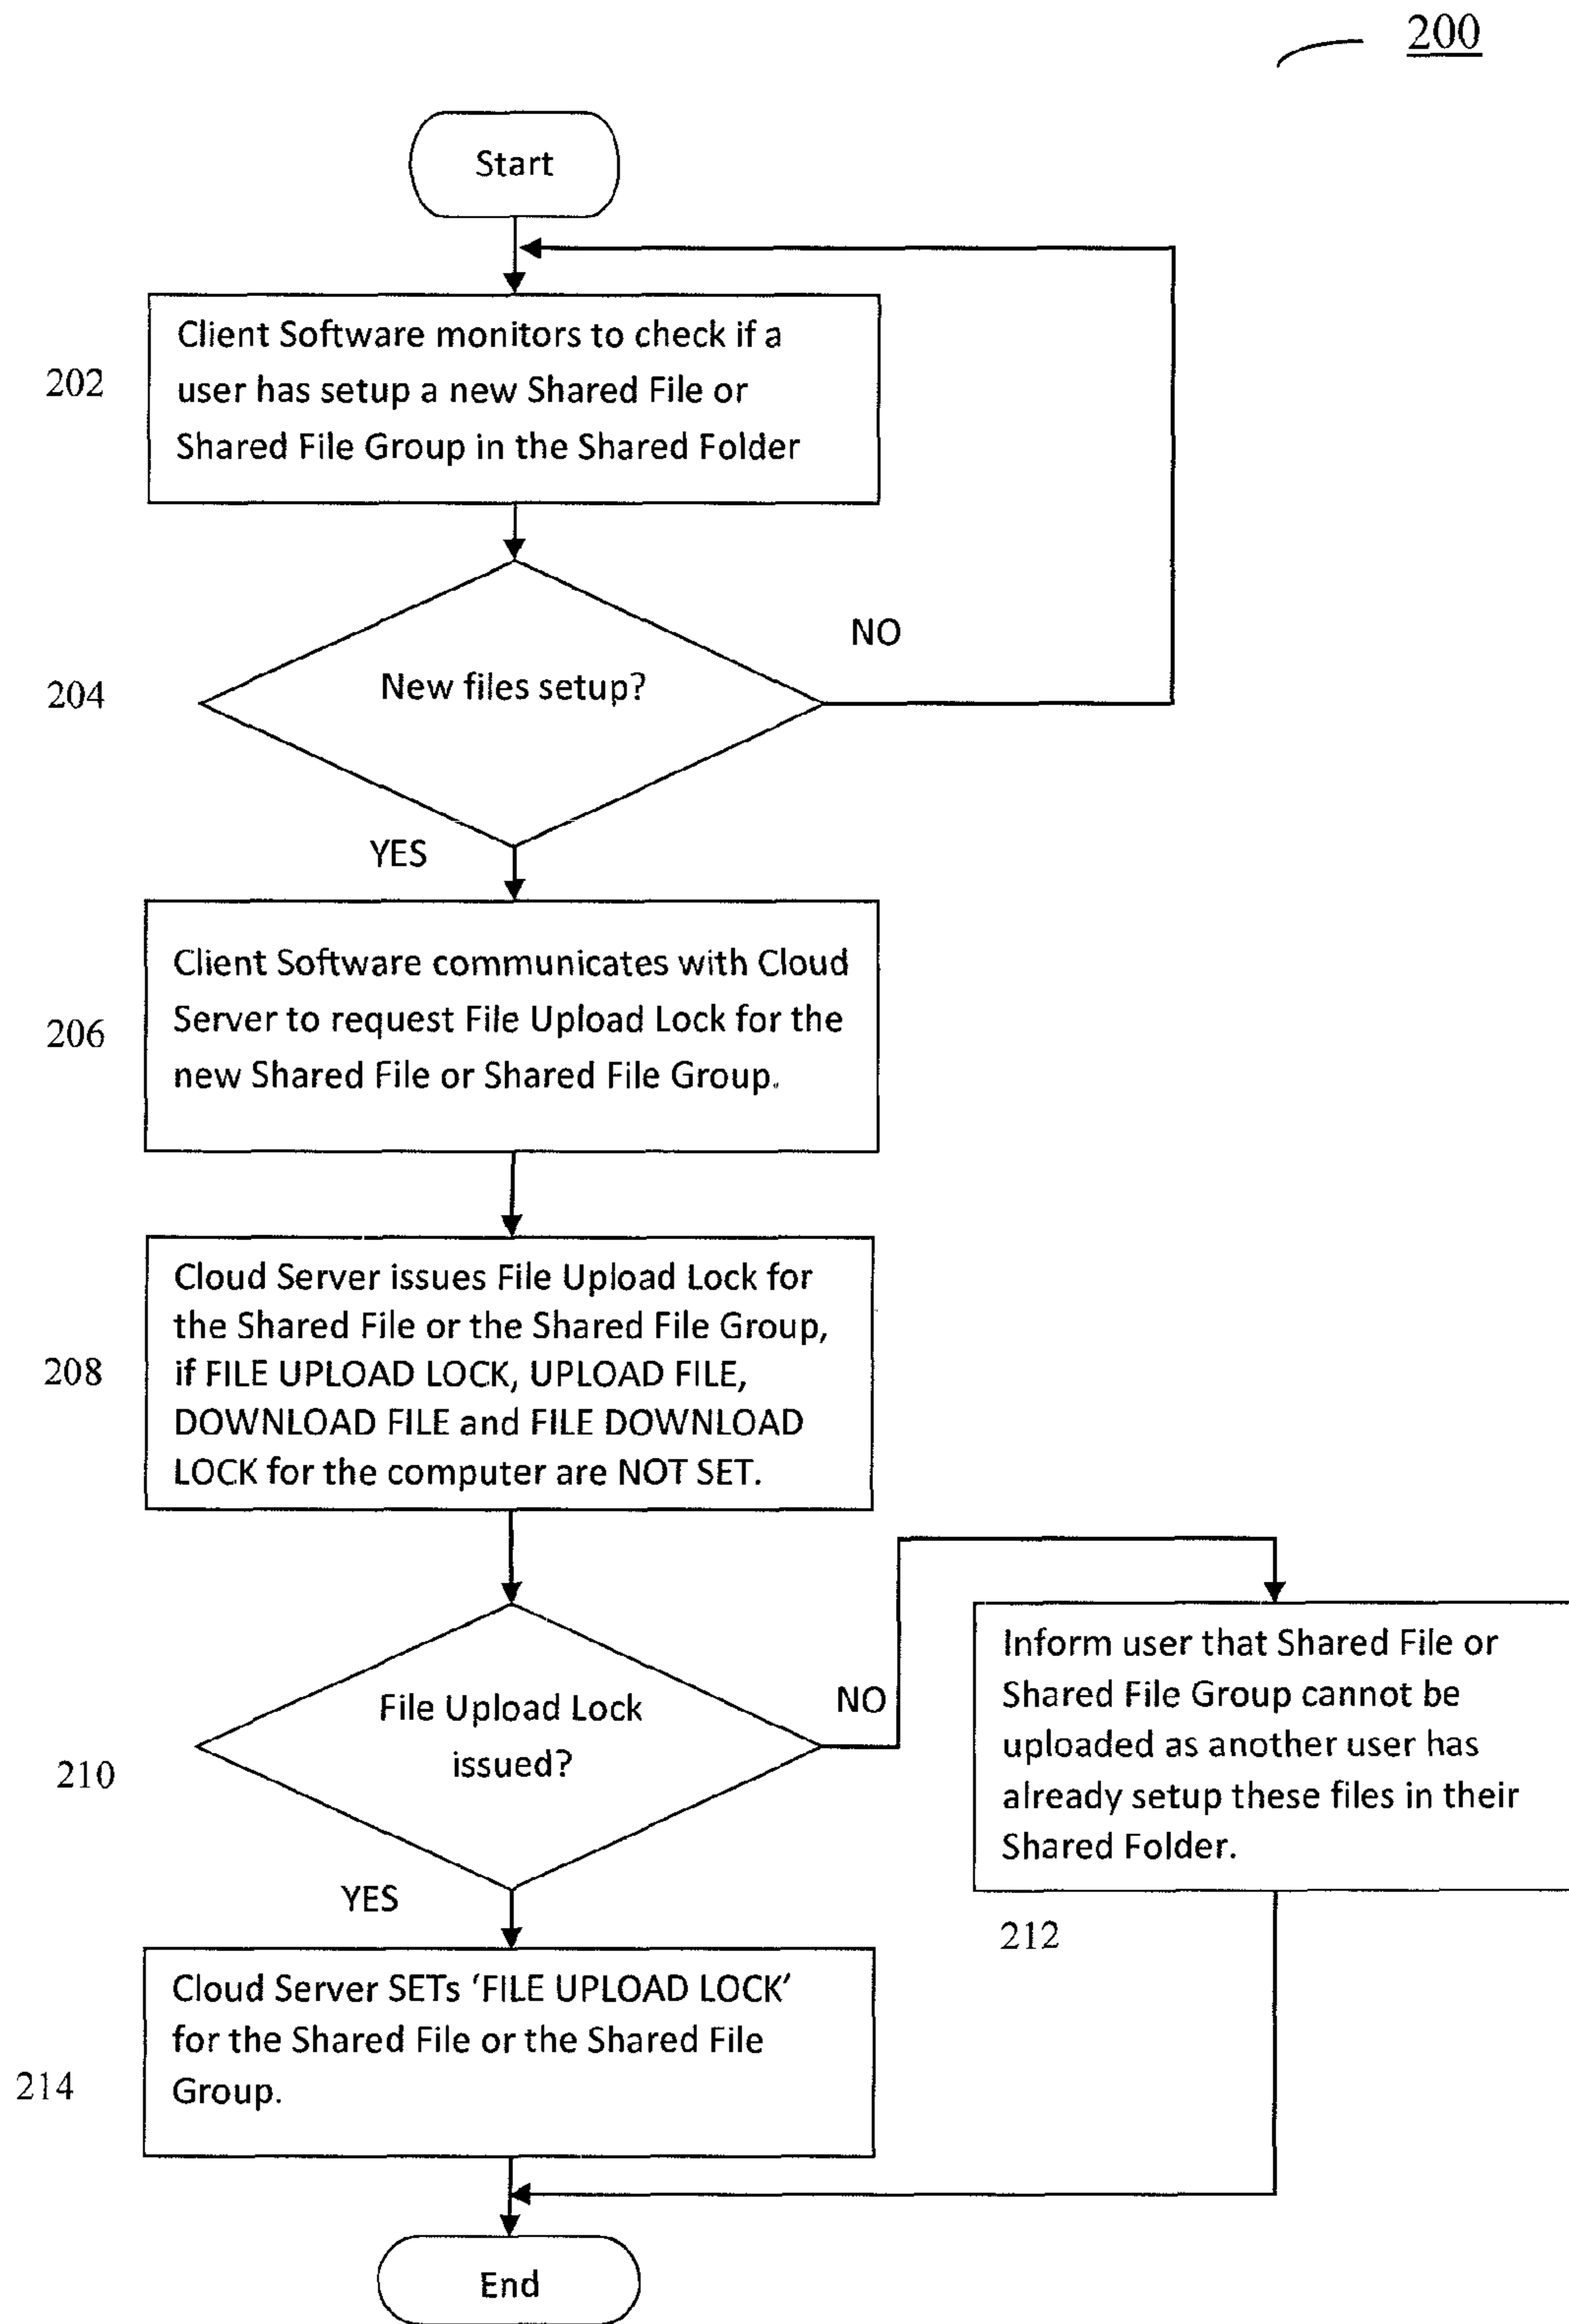 200
Start
202
Client Software monitors to check if a
user has setup a new Shared File or
Shared File Group in the Shared Folder
204
New files setup?
NO
YES
206
Client Software communicates with Cloud
Server to request File Upload Lock for the
new Shared File or Shared File Group.
208
Cloud Server issues File Upload Lock for
the Shared File or the Shared File Group,
if FILE UPLOAD LOCK, UPLOAD FILE,
DOWNLOAD FILE and FILE DOWNLOAD
LOCK for the computer are NOT SET.
210
File Upload Lock
issued?
NO
Inform user that Shared File or
Shared File Group cannot be
uploaded as another user has
already setup these files in their
Shared Folder.
212
YES
214
Cloud Server SETs ‘FILE UPLOAD LOCK’
for the Shared File or the Shared File
Group.
End